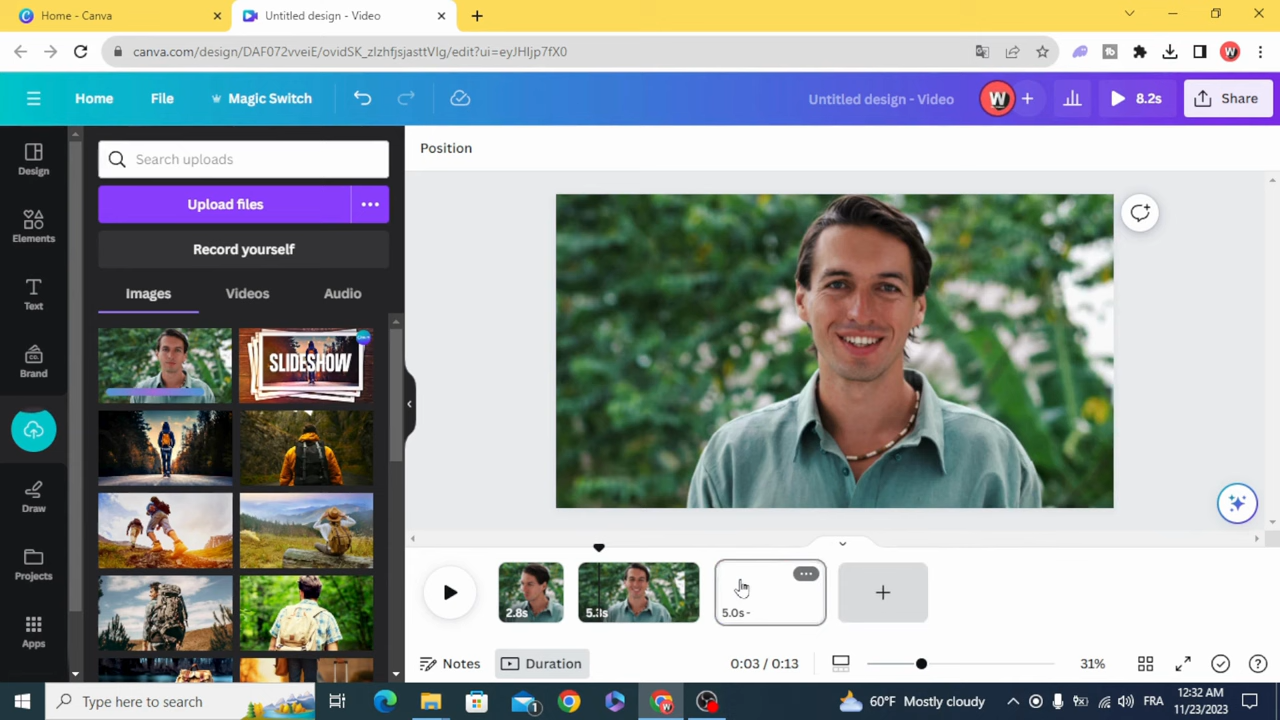 Home - Canva
Untitled design - Video
canva.com/design/DAF072vveiE/ovidSK_zlzhfjsjasttVlg/edit?ui=eyJHIjp7fX0
Home
File
Magic Switch
Untitled design - Video
W
8.2s
Share
Position
Design
Search uploads
Upload files
Elements
Record yourself
Text
Images
Videos
Audio
SLIDESHOW
Brand
Draw
Projects
2.8s
5.0s -
Apps
Notes
Duration
0:03 / 0:13
31%
Type here to search
1
W
60°F Mostly cloudy
FRA
12:32 AM
11/23/2023